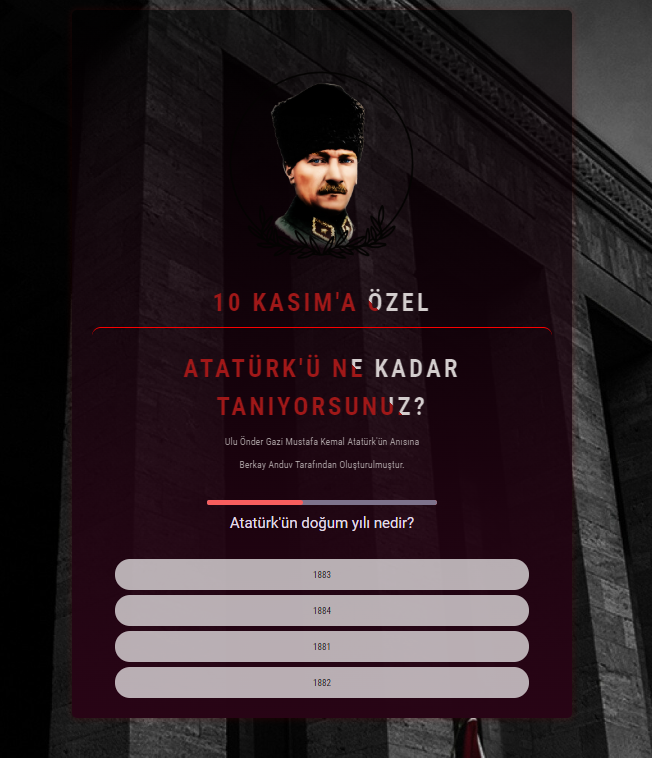 10 KASIM'A ÖZEL
ATATÜRK'Ü NE KADAR
TANIYORSUNUZ?
Ulu Önder Gazi Mustafa Kemal Atatürk'ün Anısına
Berkay Anduv Tarafından Oluşturulmuştur.
Atatürk'ün doğum yılı nedir?
1883
1884
1881
1882